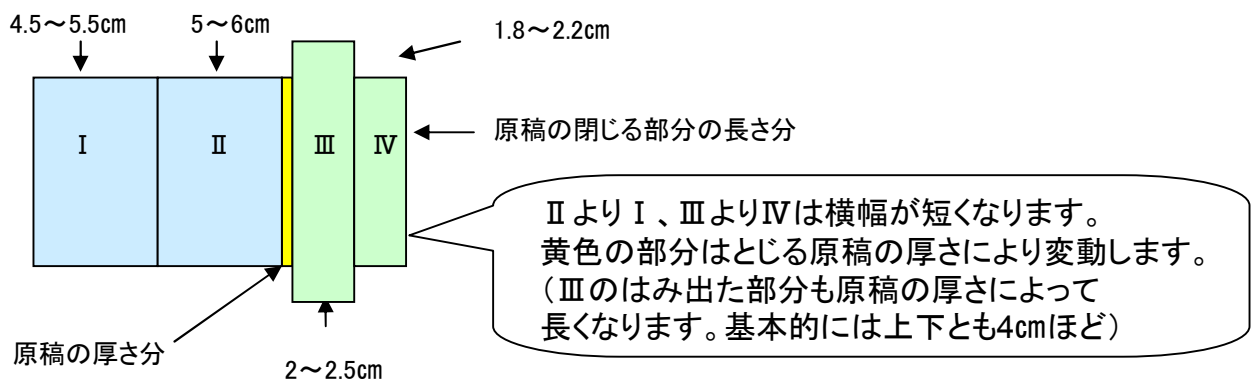 4.5～5.5㎝
5～6㎝
1.8～2.2㎝
Ⅰ
Ⅱ
Ⅲ
Ⅳ
原稿の閉じる部分の長さ分
ⅡよりⅠ、ⅢよりⅣは横幅が短くなります。
黄色の部分はとじる原稿の厚さにより変動します。
（Ⅲのはみ出た部分も原稿の厚さによって
長くなります。基本的には上下とも4㎝ほど）
原稿の厚さ分
2～2.5㎝